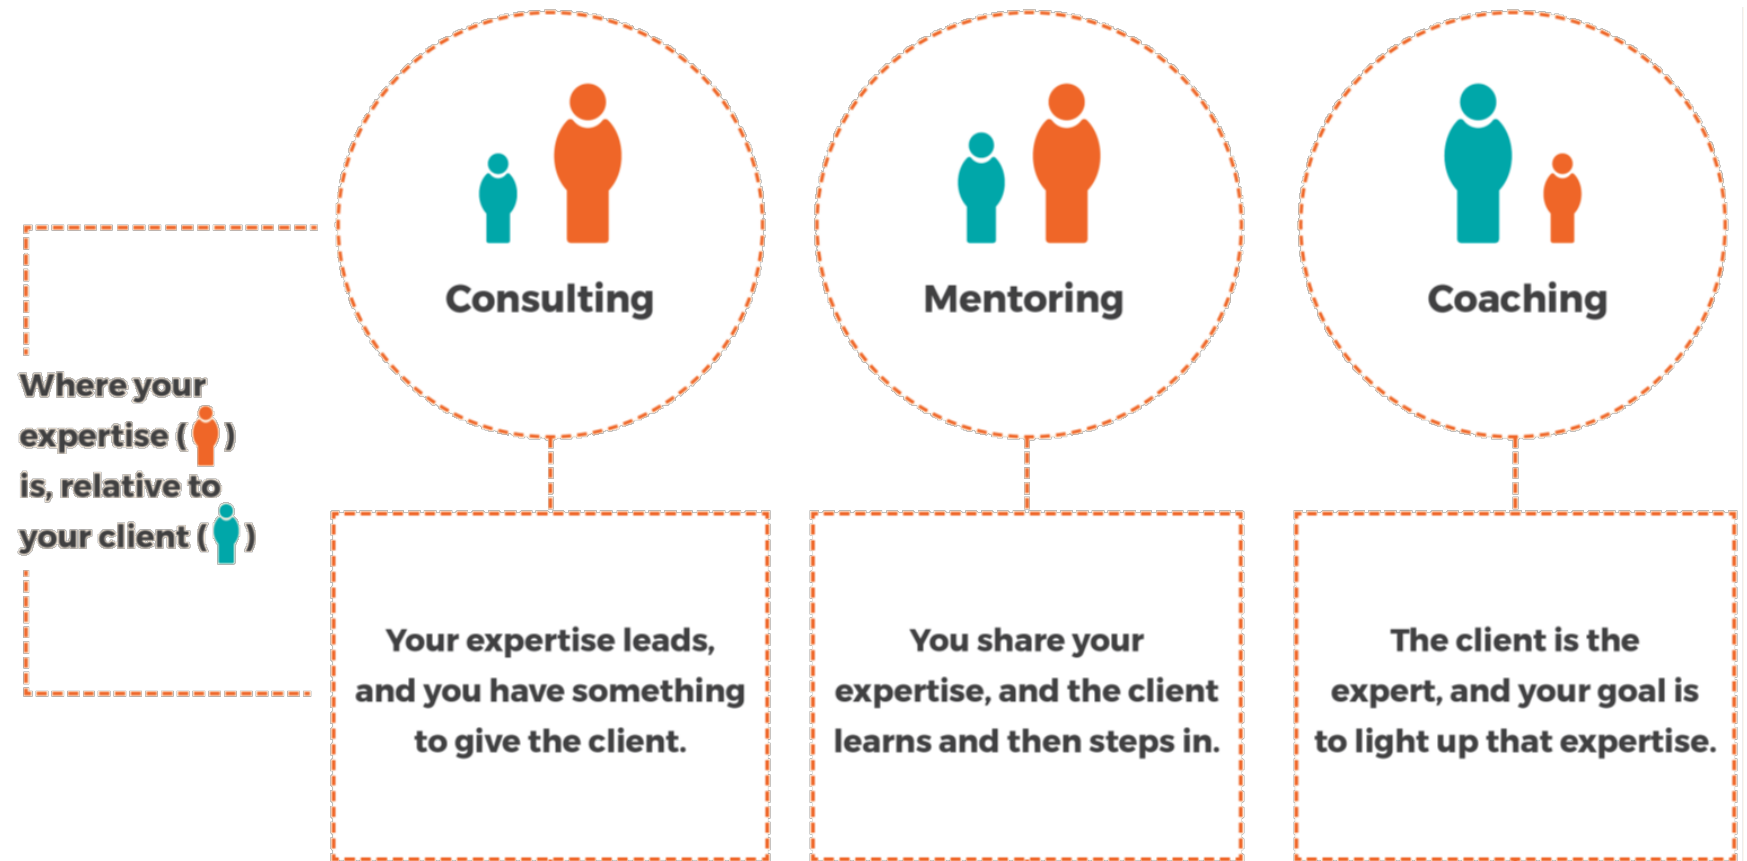 Consulting
Mentoring
Coaching
Where your
expertise ( )
is, relative to
your client ( )
Your expertise leads,
and you have something
to give the client.
You share your
expertise, and the client
learns and then steps in.
The client is the
expert, and your goal is
to light up that expertise.